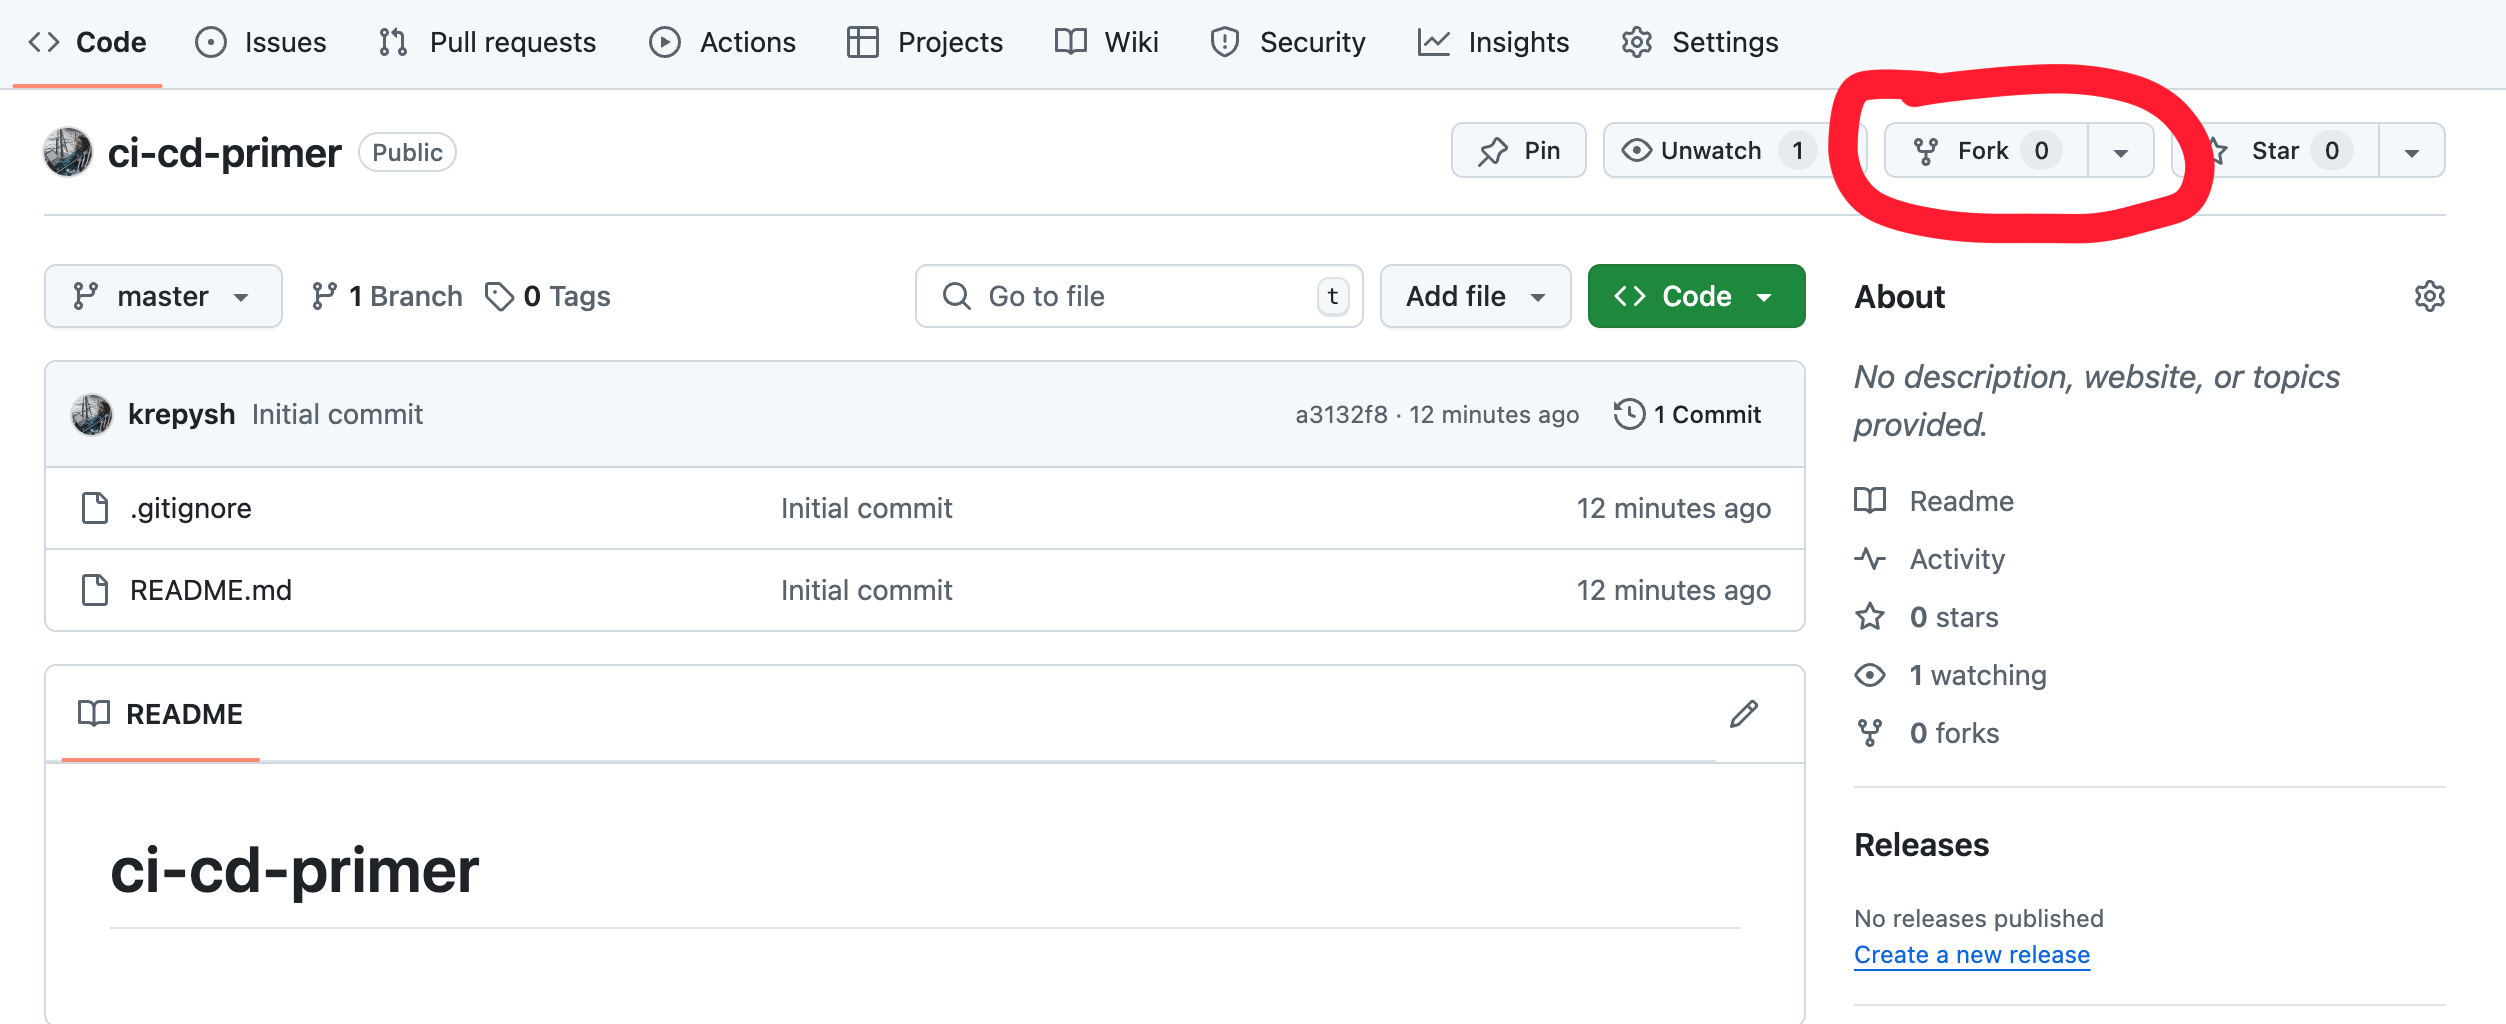 Code Issues Pull requests Actions Projects Wiki Security Insights Settings
ci-cd-primer Public Pin Unwatch 1 Fork 0 Star 0
master 1 Branch 0 Tags Go to file t Add file Code
About
No description, website, or topics
provided.
krepysh Initial commit a3132f8 · 12 minutes ago 1 Commit
.gitignore Initial commit 12 minutes ago
README.md Initial commit 12 minutes ago
Readme
Activity
0 stars
1 watching
0 forks
README
ci-cd-primer
Releases
No releases published
Create a new release